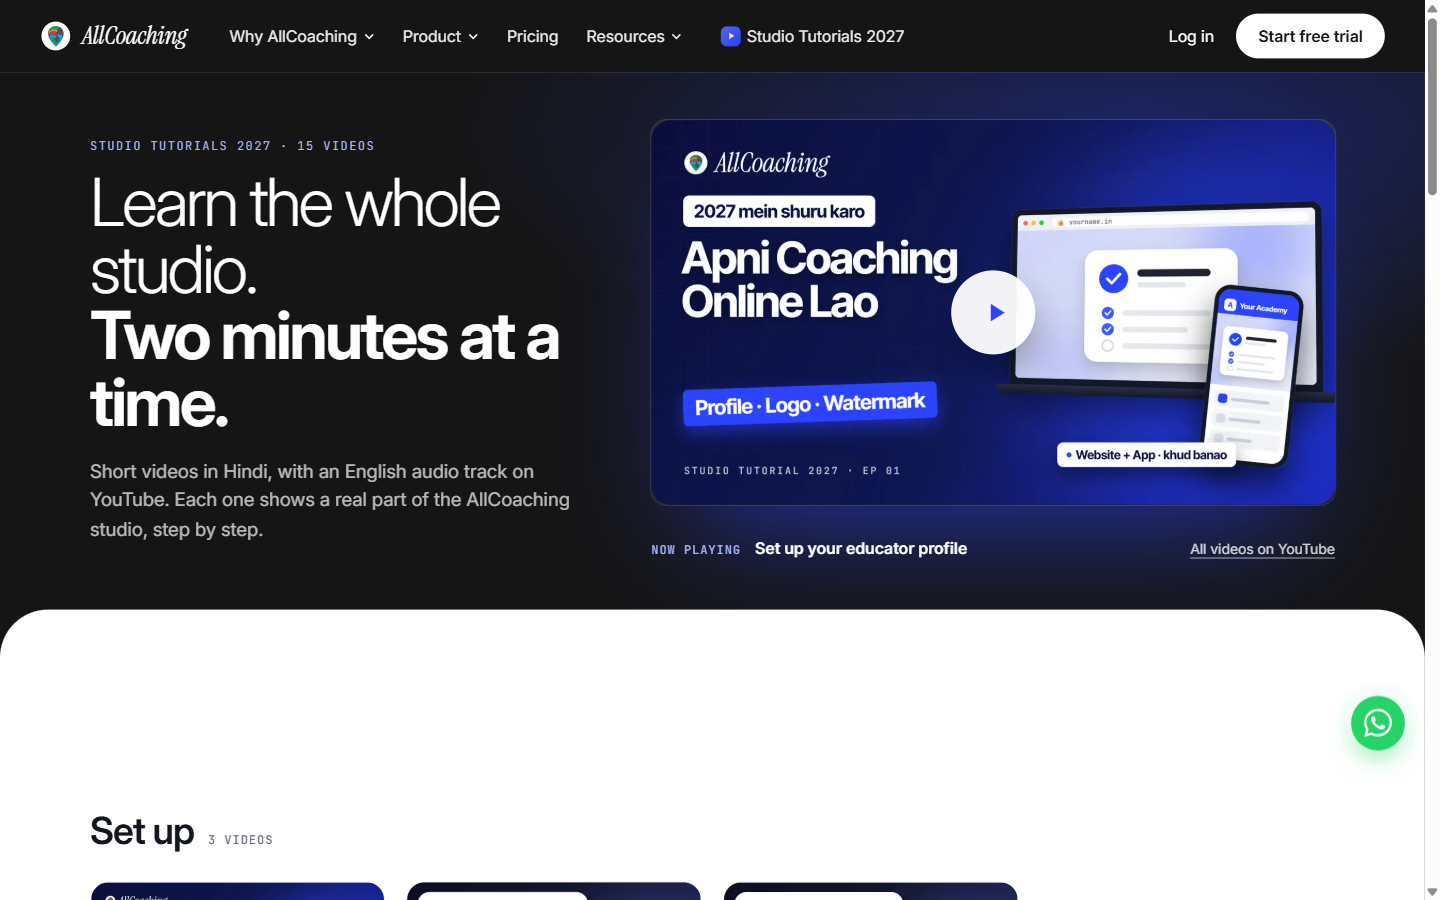 AllCoaching
Why AllCoaching
Product
Pricing
Resources
Studio Tutorials 2027
Log in
Start free trial
STUDIO TUTORIALS 2027 · 15 VIDEOS
Learn the whole
studio.
Two minutes at a
time.
Short videos in Hindi, with an English audio track on
YouTube. Each one shows a real part of the AllCoaching
studio, step by step.
AllCoaching
2027 mein shuru karo
Apni Coaching
Online Lao
Profile · Logo · Watermark
STUDIO TUTORIAL 2027 · EP 01
yourname.in
A Your Academy
Website + App · khud banao
NOW PLAYING Set up your educator profile
All videos on YouTube
Set up 3 VIDEOS
AllCoaching